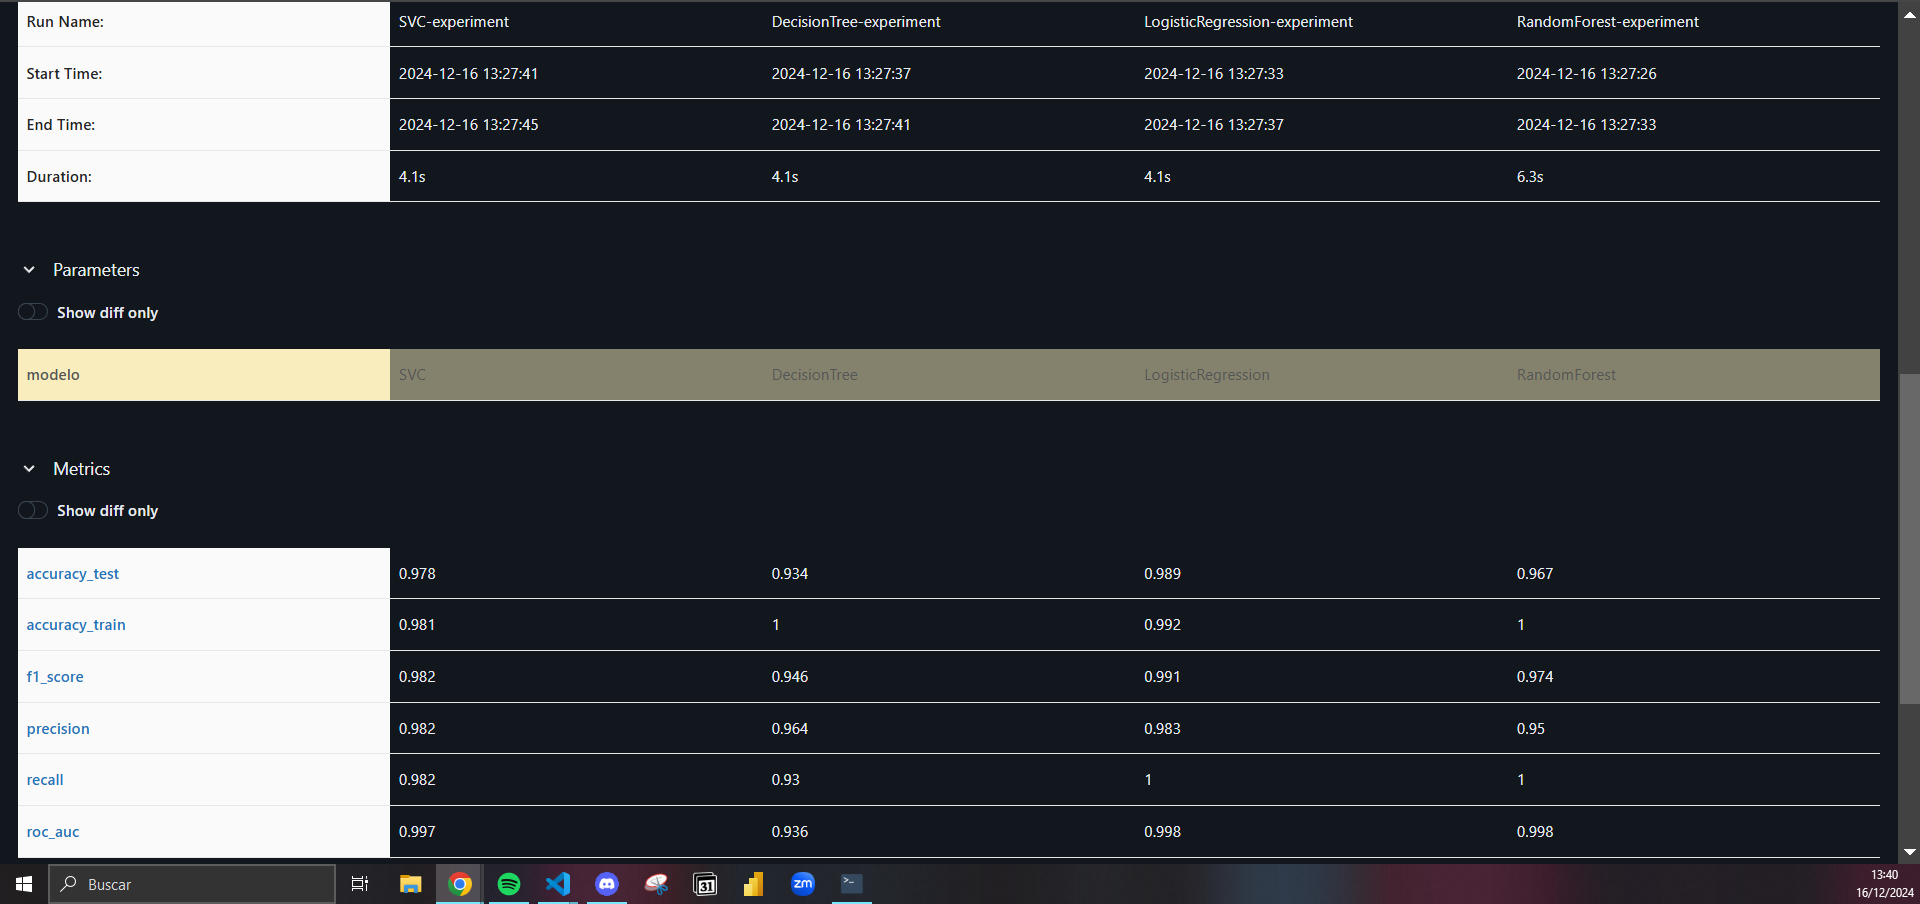 Run Name: SVC-experiment DecisionTree-experiment LogisticRegression-experiment RandomForest-experiment
Start Time: 2024-12-16 13:27:41 2024-12-16 13:27:37 2024-12-16 13:27:33 2024-12-16 13:27:26
End Time: 2024-12-16 13:27:45 2024-12-16 13:27:41 2024-12-16 13:27:37 2024-12-16 13:27:33
Duration: 4.1s 4.1s 4.1s 6.3s
Parameters
Show diff only
modelo SVC DecisionTree LogisticRegression RandomForest
Metrics
Show diff only
accuracy_test 0.978 0.934 0.989 0.967
accuracy_train 0.981 1 0.992 1
f1_score 0.982 0.946 0.991 0.974
precision 0.982 0.964 0.983 0.95
recall 0.982 0.93 1 1
roc_auc 0.997 0.936 0.998 0.998
Buscar
31
zm
13:40
16/12/2024